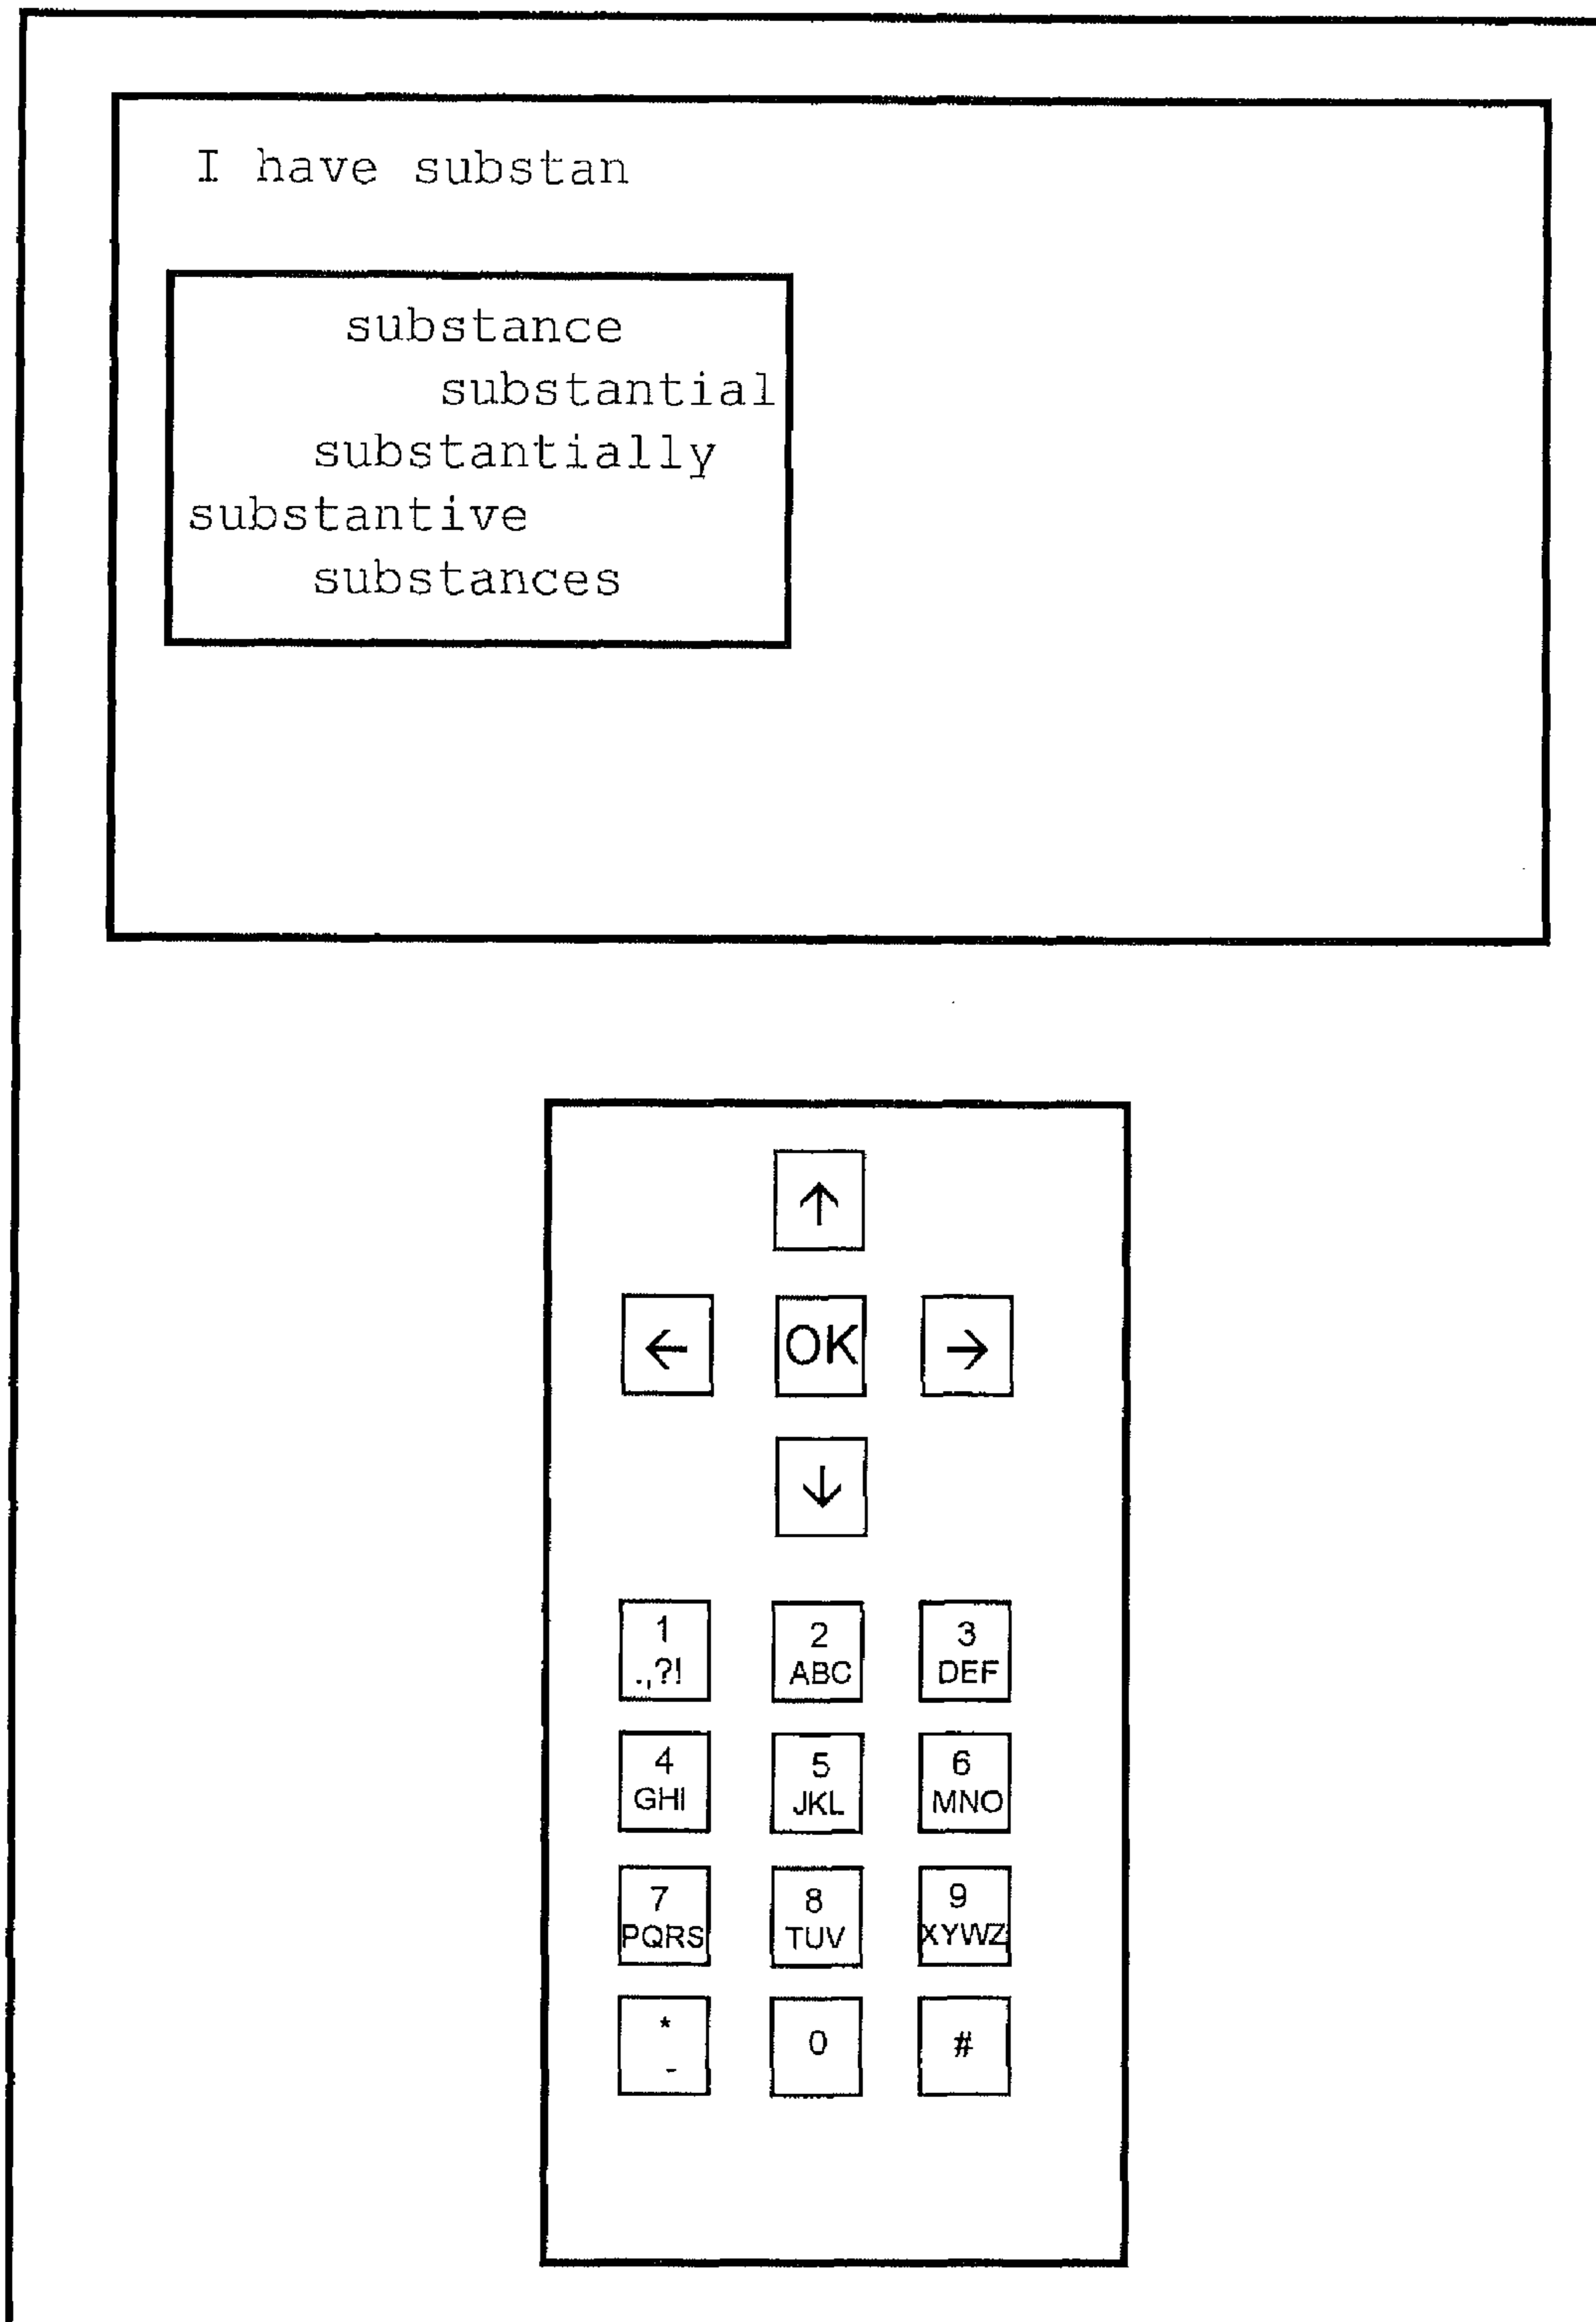 I have substan
substance
substantial
substantially
substantive
substances
↑
← OK →
↓
1 2 3
.,?! ABC DEF
4 5 6
GHI JKL MNO
7 8 9
PQRS TUV XYWZ
* 0 #
-